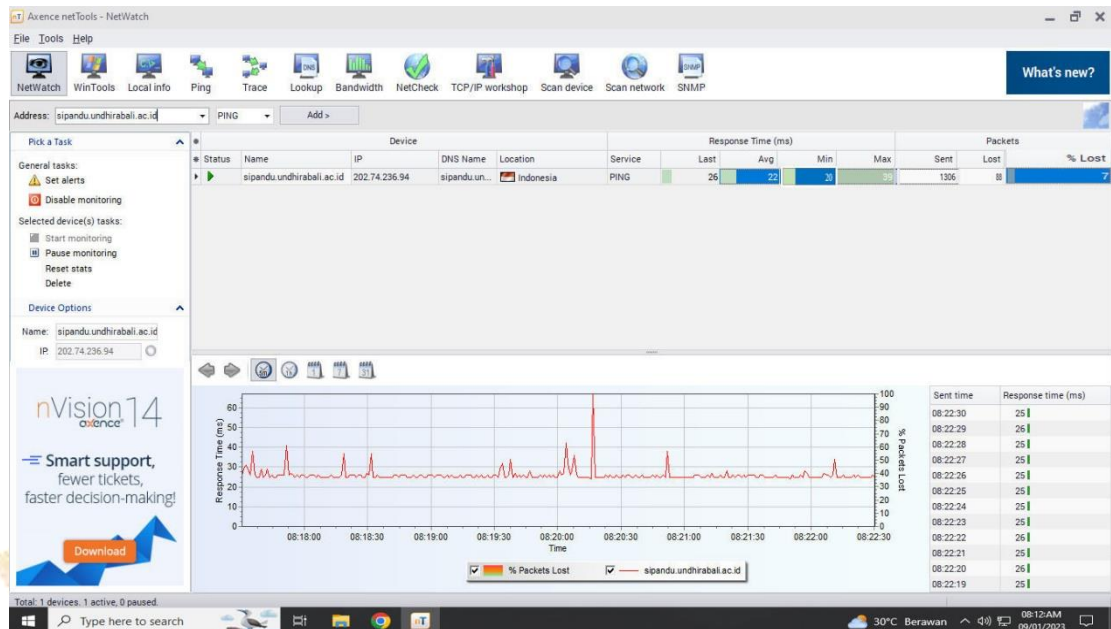 nT Axence netTools - NetWatch
File Tools Help
NetWatch WinTools Local info Ping Trace Lookup Bandwidth NetCheck TCP/IP workshop Scan device Scan network SNMP
DNS
SNMP
What's new?
Address: sipandu.undhirabali.ac.id PING Add »
Pick a Task
General tasks:
Set alerts
Disable monitoring
Selected device(s) tasks:
Start monitoring
Pause monitoring
Reset stats
Delete
Device Options
Name: sipandu.undhirabali.ac.id
IP: 202.74.236.94
nVision 14
axence®
Smart support,
fewer tickets,
faster decision-making!
Download
Device Response Time (ms) Packets
Status Name IP DNS Name Location Service Last Avg Min Max Sent Lost % Lost
sipandu.undhirabali.ac.id 202.74.236.94 sipandu.un... Indonesia PING 26 22 20 39 1306 88 7
1 7 31
Response Time (ms)
60
50
40
30
20
10
0
100
90
80
70
60
50
40
30
20
10
0
% Packets Lost
08:18:00 08:18:30 08:19:00 08:19:30 08:20:00 08:20:30 08:21:00 08:21:30 08:22:00 08:22:30
Time
% Packets Lost sipandu.undhirabali.ac.id
Sent time Response time (ms)
08:22:30 25
08:22:29 26
08:22:28 25
08:22:27 25
08:22:26 25
08:22:25 25
08:22:24 25
08:22:23 25
08:22:22 26
08:22:21 25
08:22:20 26
08:22:19 25
Total: 1 devices. 1 active, 0 paused.
Type here to search
nT
30°C Berawan
08:12:AM
09/01/2023